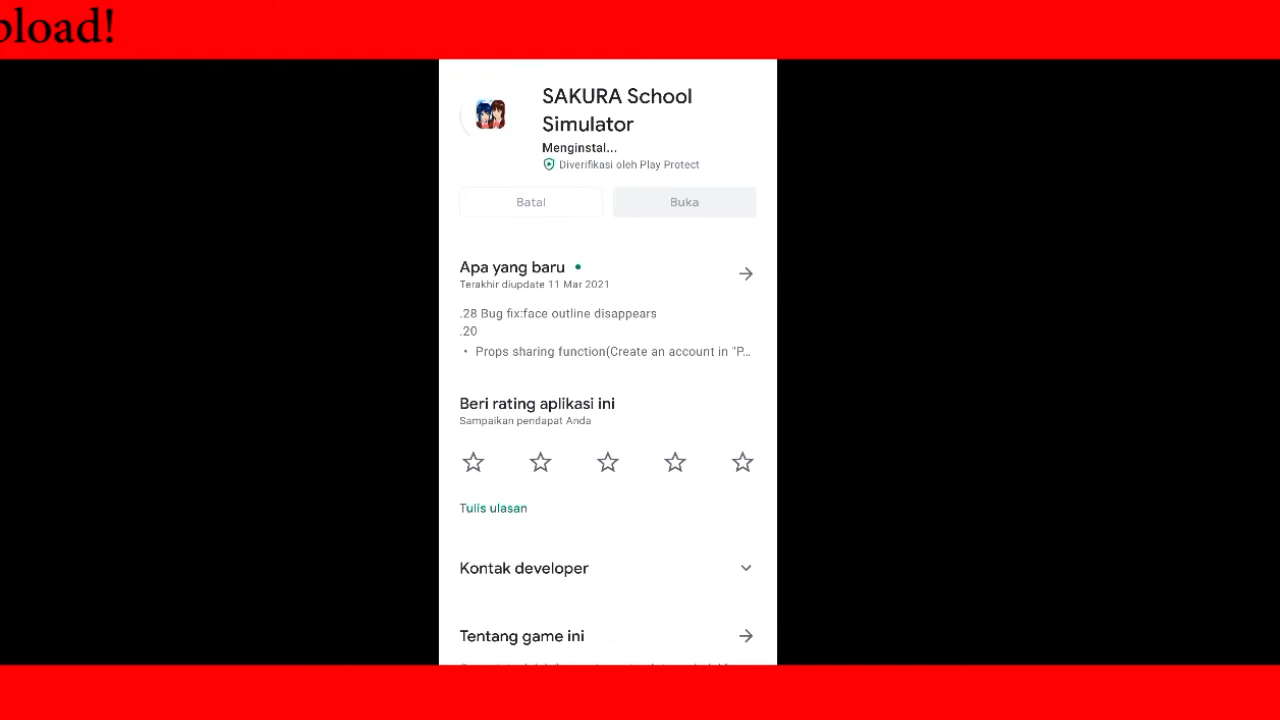 pload!
SAKURA School
Simulator
Menginstal...
Diverifikasi oleh Play Protect
Batal
Buka
Apa yang baru
Terakhir diupdate 11 Mar 2021
.28 Bug fix:face outline disappears
.20
• Props sharing function(Create an account in "P...
Beri rating aplikasi ini
Sampaikan pendapat Anda
Tulis ulasan
Kontak developer
Tentang game ini